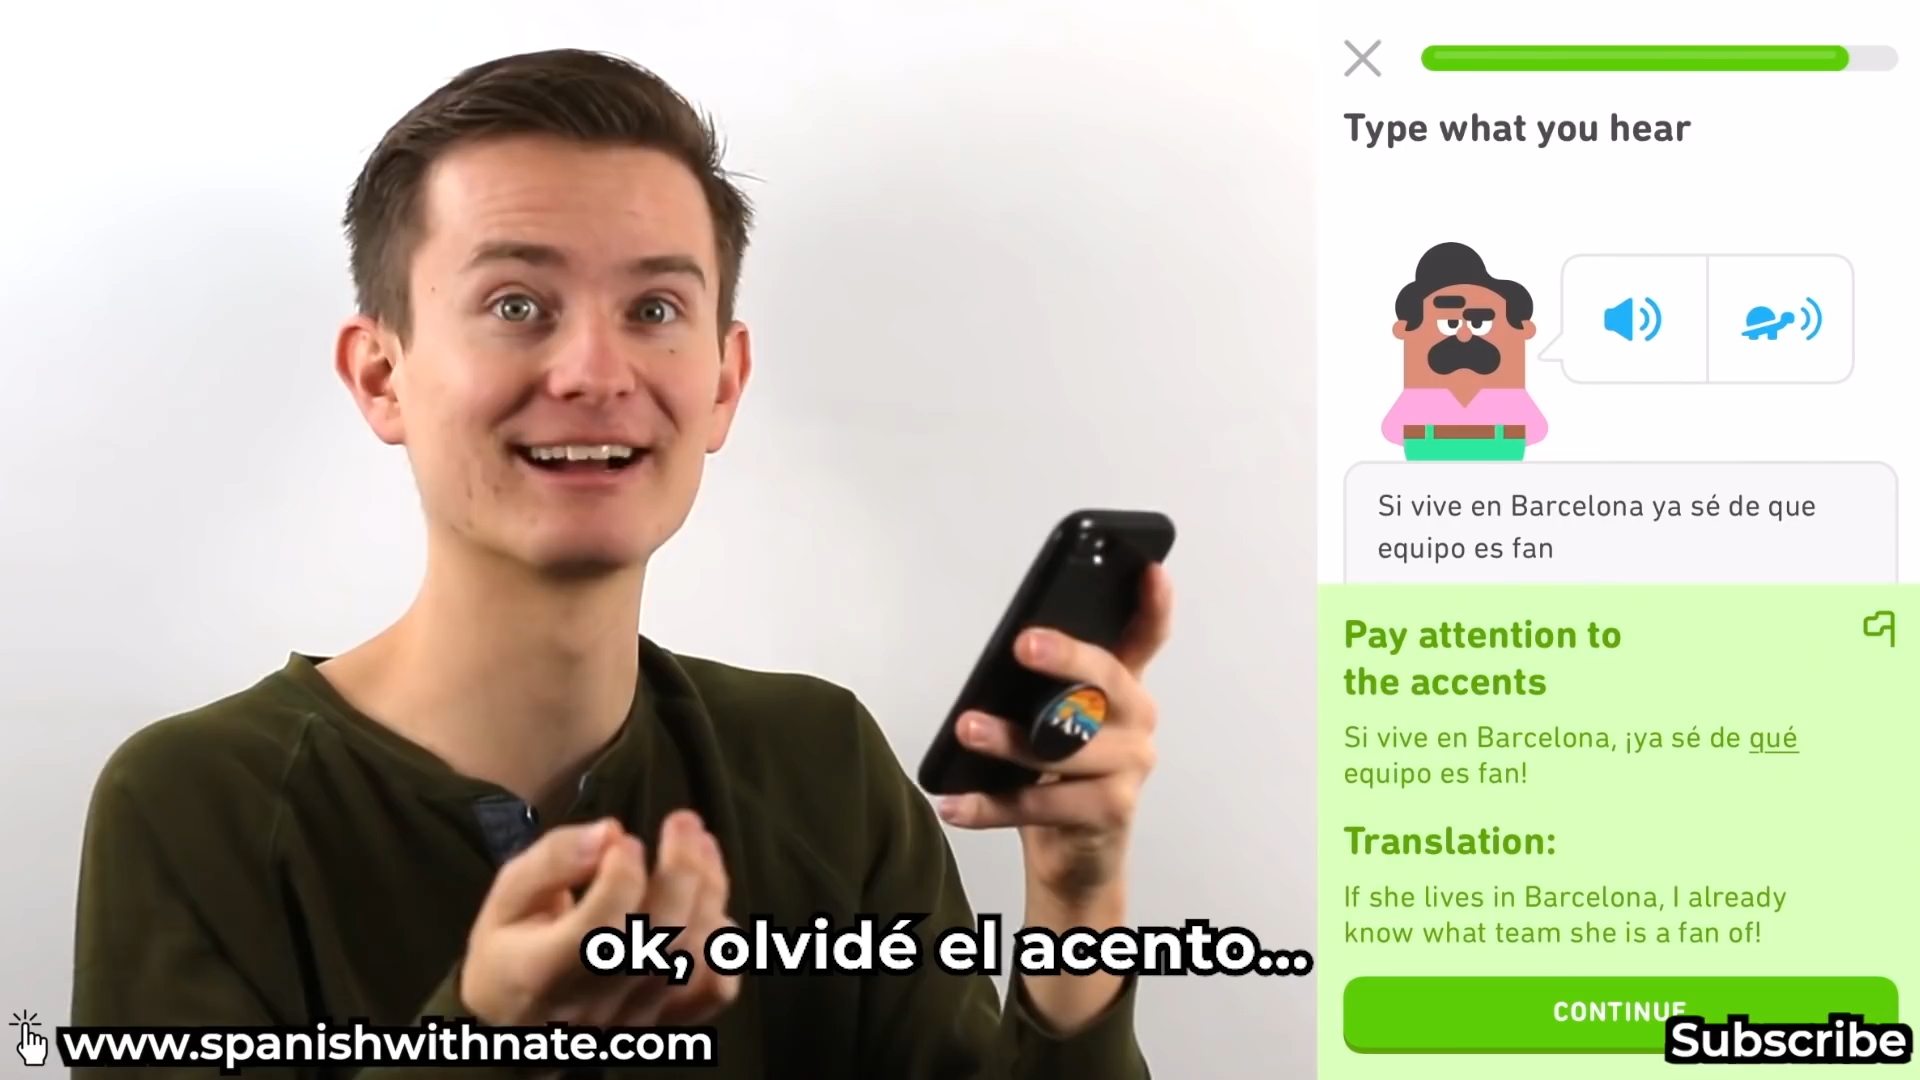 Type what you hear
Si vive en Barcelona ya sé de que
equipo es fan
Pay attention to
the accents
Si vive en Barcelona, ¡ya sé de qué
equipo es fan!
Translation:
If she lives in Barcelona, I already
know what team she is a fan of!
CONTINUE
ok, olvidé el acento...
www.spanishwithnate.com
Subscribe